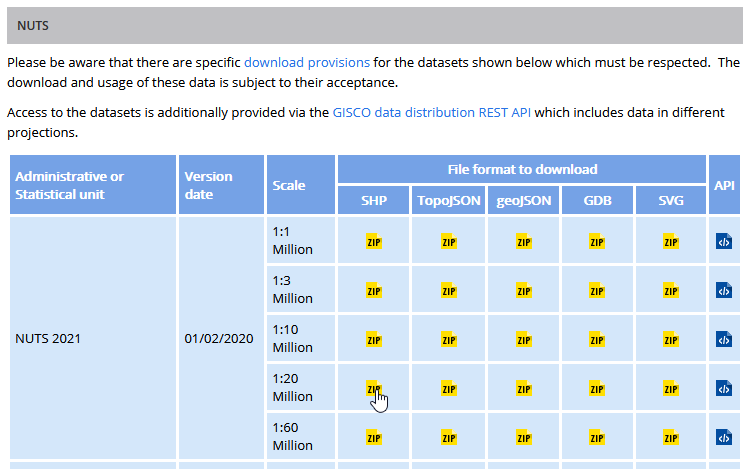 NUTS
Please be aware that there are specific download provisions for the datasets shown below which must be respected.  The
download and usage of these data is subject to their acceptance.
Access to the datasets is additionally provided via the GISCO data distribution REST API which includes data in different
projections.
Administrative or
Statistical unit
Version
date
Scale
File format to download
API
SHP
TopoJSON
geoJSON
GDB
SVG
NUTS 2021
01/02/2020
1:1
Million
ZIP ZIP ZIP ZIP ZIP </>
1:3
Million
ZIP ZIP ZIP ZIP ZIP </>
1:10
Million
ZIP ZIP ZIP ZIP ZIP </>
1:20
Million
ZIP ZIP ZIP ZIP ZIP </>
1:60
Million
ZIP ZIP ZIP ZIP ZIP </>